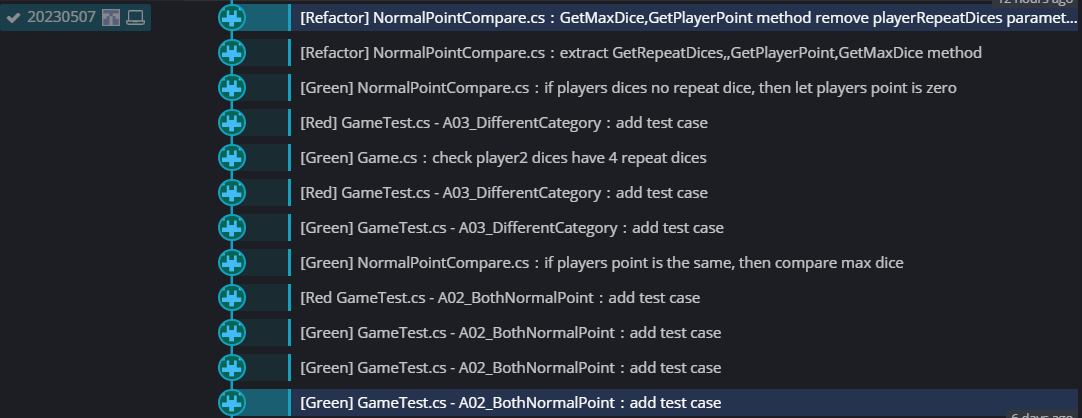 12 hours ago
20230507
[Refactor] NormalPointCompare.cs：GetMaxDice,GetPlayerPoint method remove playerRepeatDices paramet...
[Refactor] NormalPointCompare.cs：extract GetRepeatDices,,GetPlayerPoint,GetMaxDice method
[Green] NormalPointCompare.cs：if players dices no repeat dice, then let players point is zero
[Red] GameTest.cs - A03_DifferentCategory：add test case
[Green] Game.cs：check player2 dices have 4 repeat dices
[Red] GameTest.cs - A03_DifferentCategory：add test case
[Green] GameTest.cs - A03_DifferentCategory：add test case
[Green] NormalPointCompare.cs：if players point is the same, then compare max dice
[Red GameTest.cs - A02_BothNormalPoint：add test case
[Green] GameTest.cs - A02_BothNormalPoint：add test case
[Green] GameTest.cs - A02_BothNormalPoint：add test case
[Green] GameTest.cs - A02_BothNormalPoint：add test case
6 days ago